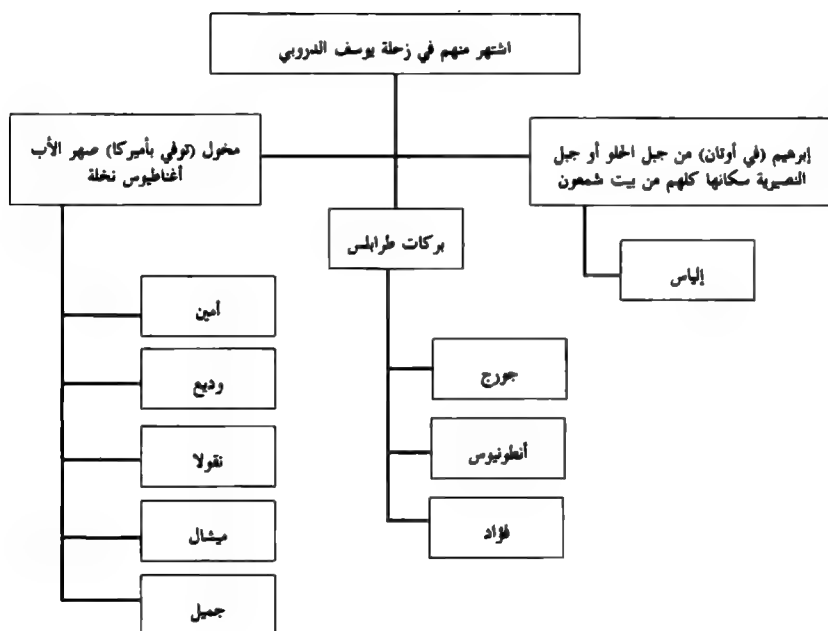 اشتهر منهم في زحلة يوسف الدروبي
إبرهيم (في أوتان) من جبل الحلو أو جبل
النصيرية سكانها كلهم من بيت شمعون
مخول (توفي بأميركا) صهر الأب
أغناطيوس نخلة
بركات طرابلس
إلياس
جورج
أنطونيوس
فؤاد
أمين
وديع
نقولا
ميشال
جميل